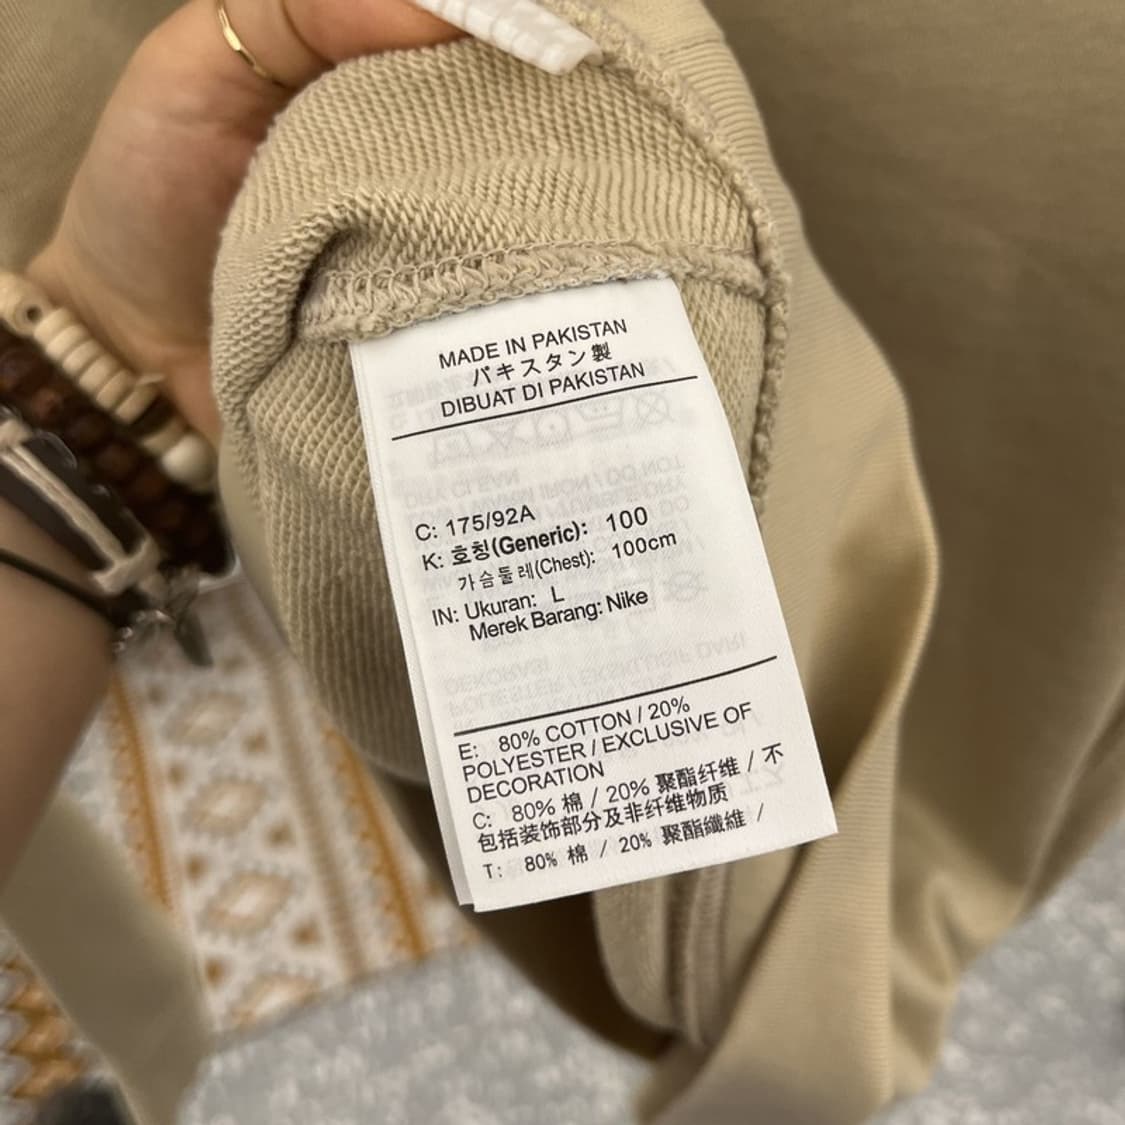 MADE IN PAKISTAN
パキスタン製
DIBUAT DI PAKISTAN
C: 175/92A
K: 호칭(Generic): 100
가슴둘레(Chest): 100cm
IN: Ukuran: L
Merek Barang: Nike
E: 80% COTTON / 20%
POLYESTER / EXCLUSIVE OF
DECORATION
C: 80% 棉 / 20% 聚酯纤维 / 不
包括装饰部分及非纤维物质
T: 80% 棉 / 20% 聚酯纖維 /